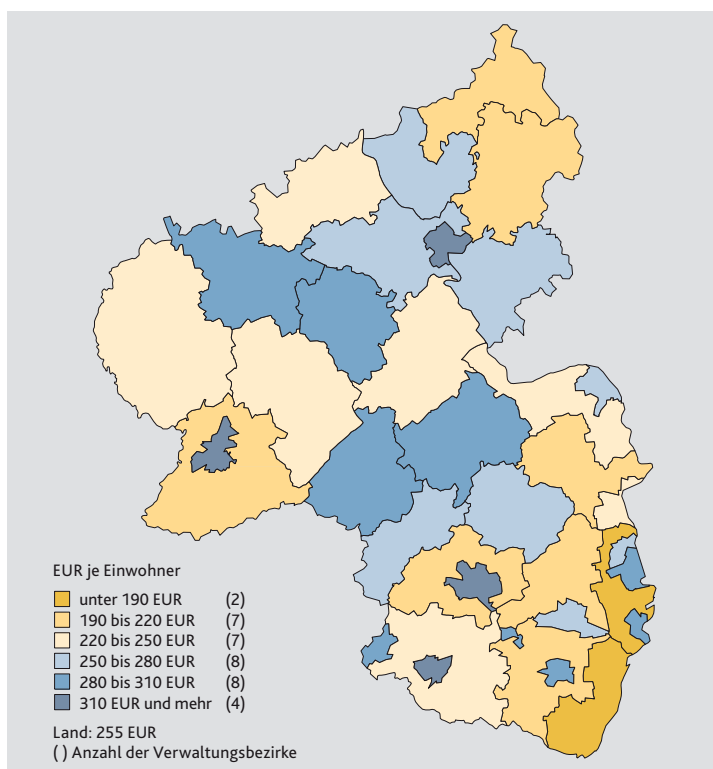 EUR je Einwohner
unter 190 EUR (2)
190 bis 220 EUR (7)
220 bis 250 EUR (7)
250 bis 280 EUR (8)
280 bis 310 EUR (8)
310 EUR und mehr (4)
Land: 255 EUR
( ) Anzahl der Verwaltungsbezirke